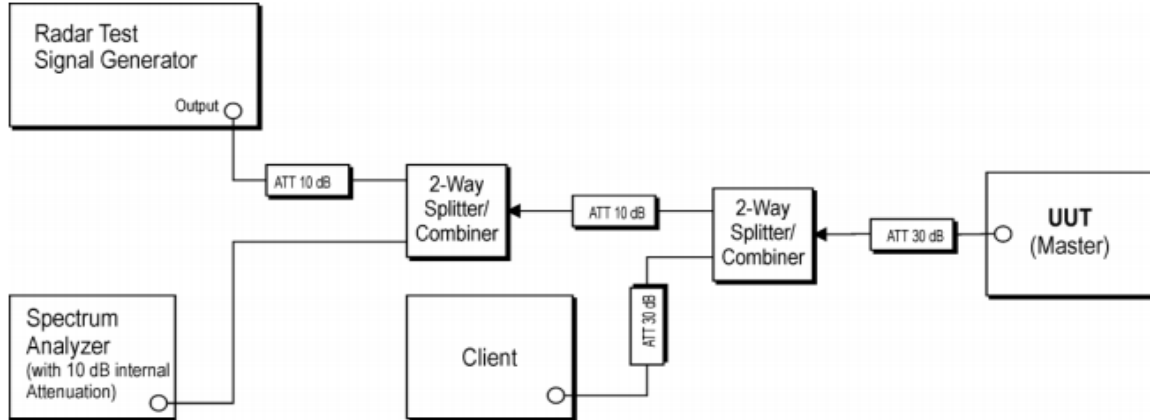 Radar Test
Signal Generator
Output
ATT 10 dB
2-Way
Splitter/
Combiner
ATT 10 dB
2-Way
Splitter/
Combiner
ATT 30 dB
UUT
(Master)
Spectrum
Analyzer
(with 10 dB internal
Attenuation)
Client
ATT 30 dB